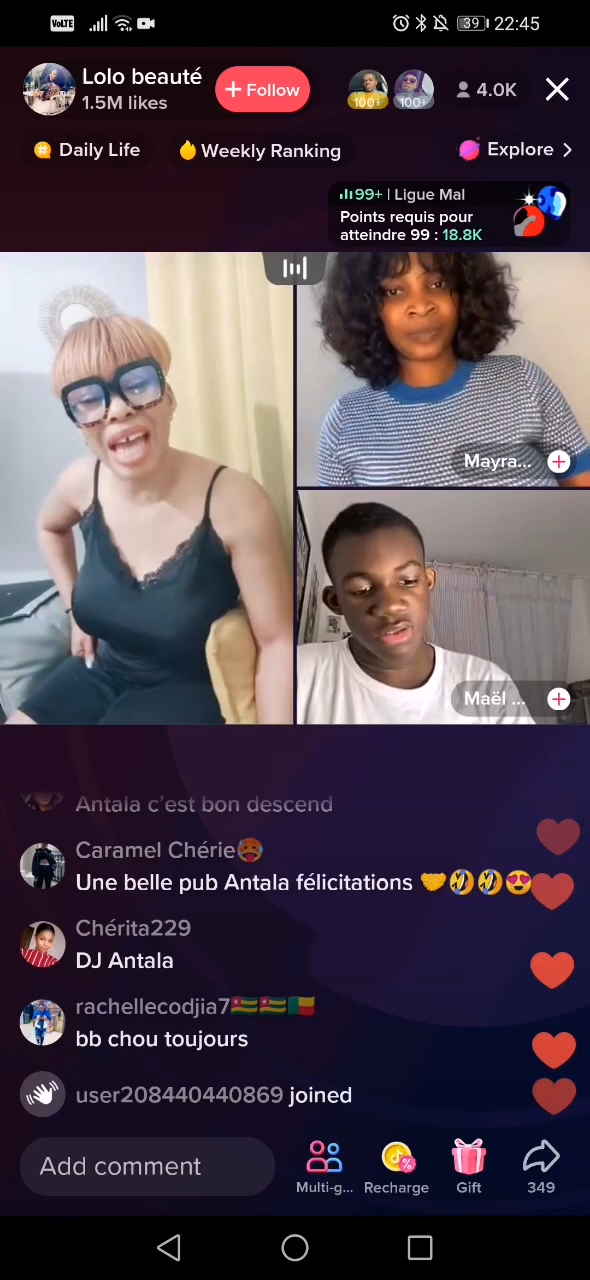 VoLTE
39
22:45
Lolo beauté
1.5M likes
+ Follow
100+
100+
4.0K
Daily Life
Weekly Ranking
Explore >
99+ | Ligue Mal
Points requis pour
atteindre 99 : 18.8K
Mayra...
Maël ...
Antala c'est bon descend
Caramel Chérie🥵
Une belle pub Antala félicitations 🤝🤣🤣😍
Chérita229
DJ Antala
rachellecodjia7🇹🇬🇹🇬🇧🇯
bb chou toujours
user208440440869 joined
Add comment
Multi-g...
Recharge
Gift
349